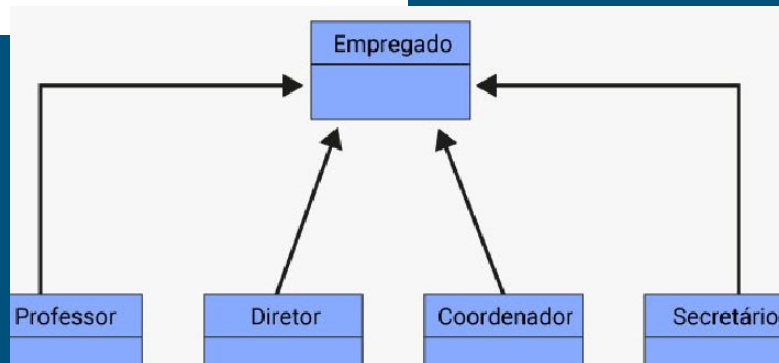 Empregado
Professor
Diretor
Coordenador
Secretário